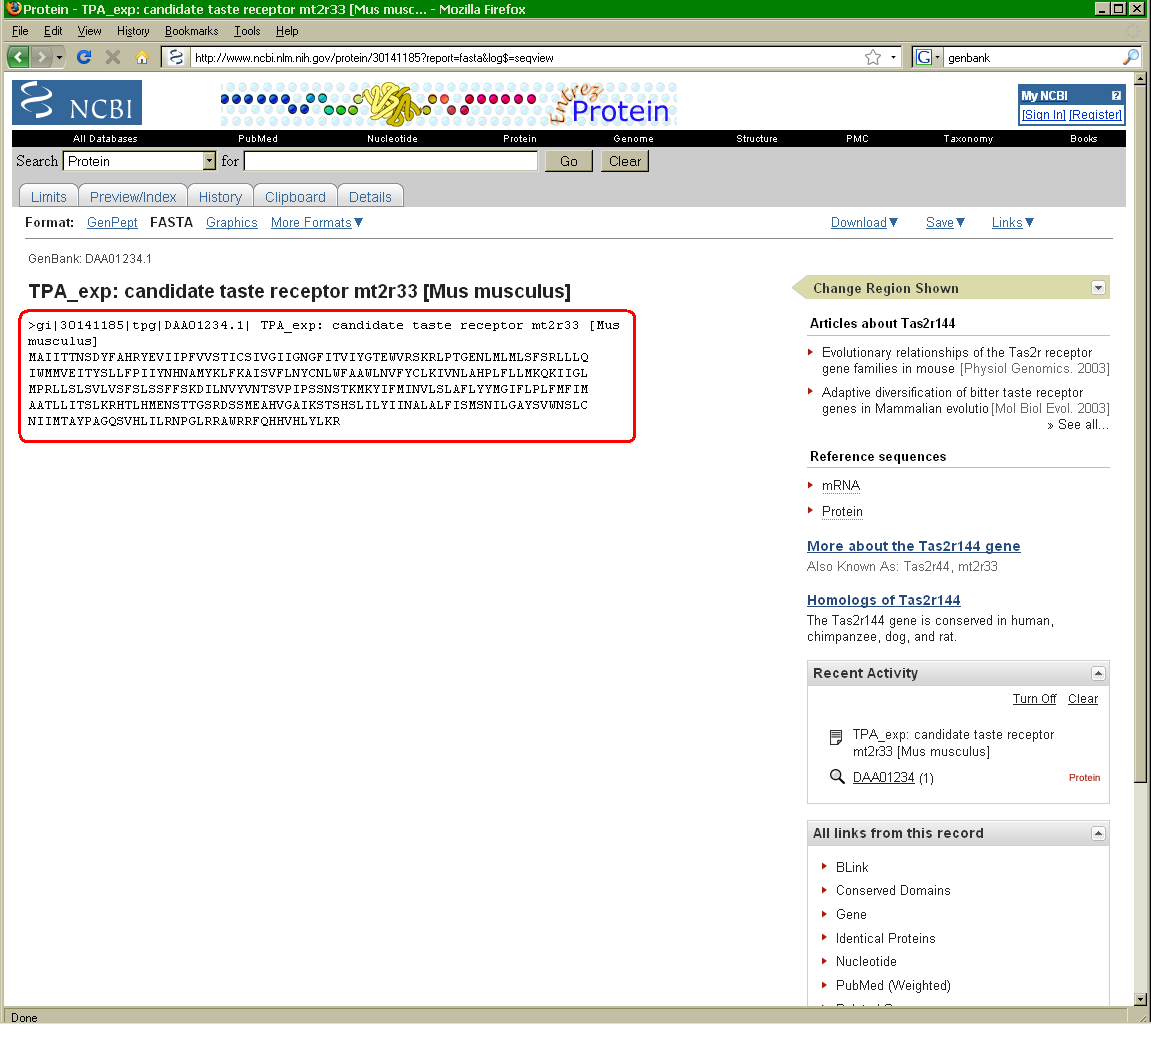 Protein - TPA_exp: candidate taste receptor mt2r33 [Mus musc... - Mozilla Firefox
File Edit View History Bookmarks Tools Help
http://www.ncbi.nlm.nih.gov/protein/30141185?report=fasta&log$=seqview
G genbank
NCBI
Entrez Protein
My NCBI ?
[Sign In] [Register]
All Databases PubMed Nucleotide Protein Genome Structure PMC Taxonomy Books
Search Protein for Go Clear
Limits Preview/Index History Clipboard Details
Format: GenPept FASTA Graphics More Formats Download Save Links
GenBank: DAA01234.1
TPA_exp: candidate taste receptor mt2r33 [Mus musculus]
>gi|30141185|tpg|DAA01234.1| TPA_exp: candidate taste receptor mt2r33 [Mus
musculus]
MAIITTNSDYFAHRYEVIIPFVVSTICSIVGIIGNGFITVIYGTEWVRSKRLPTGENLMLMLSFSRLLLQ
IWMMVEITYSLLFPIIYNHNAMYKLFKAISVFLNYCNLWFAAWLNVFYCLKIVNLAHPLFLLMKQKIIGL
MPRLLSLSVLVSFSLSSFFSKDILNVYVNTSVPIPSSNSTKMKYIFMINVLSLAFLYYMGIFLPLFMFIM
AATLLITSLKRHTLHMENSTTGSRDSSMEAHVGAIKSTSHSLILYIINALALFISMSNILGAYSVWNSLC
NIIMTAYPAGQSVHLILRNPGLRRAWRRFQHHVHLYLKR
Change Region Shown
Articles about Tas2r144
Evolutionary relationships of the Tas2r receptor
gene families in mouse [Physiol Genomics. 2003]
Adaptive diversification of bitter taste receptor
genes in Mammalian evolutio [Mol Biol Evol. 2003]
» See all...
Reference sequences
mRNA
Protein
More about the Tas2r144 gene
Also Known As: Tas2r44, mt2r33
Homologs of Tas2r144
The Tas2r144 gene is conserved in human,
chimpanzee, dog, and rat.
Recent Activity
Turn Off Clear
TPA_exp: candidate taste receptor
mt2r33 [Mus musculus]
DAA01234 (1) Protein
All links from this record
BLink
Conserved Domains
Gene
Identical Proteins
Nucleotide
PubMed (Weighted)
Done